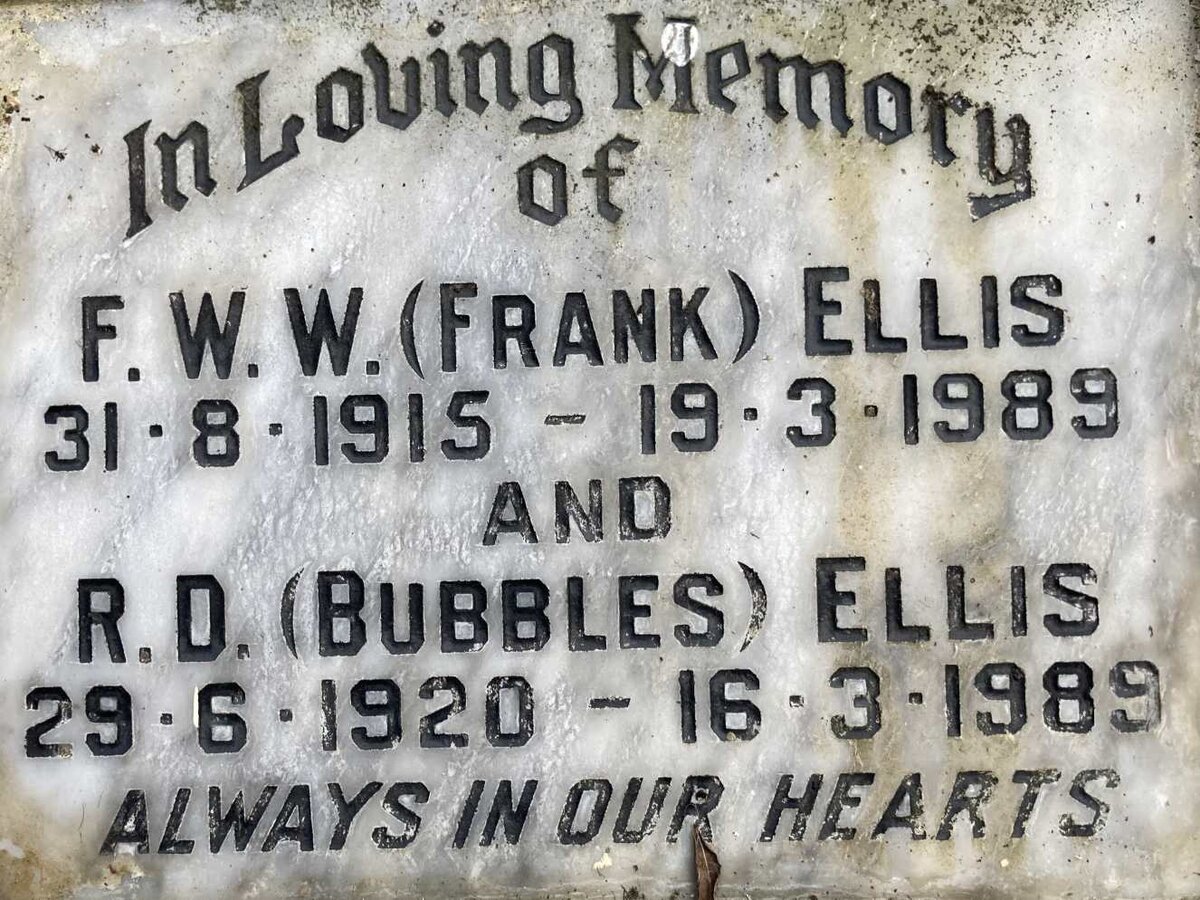 In Loving Memory
of
F. W. W. (FRANK) ELLIS
31·8·1915 – 19·3·1989
AND
R.D. (BUBBLES) ELLIS
29·6·1920 – 16·3·1989
ALWAYS IN OUR HEARTS